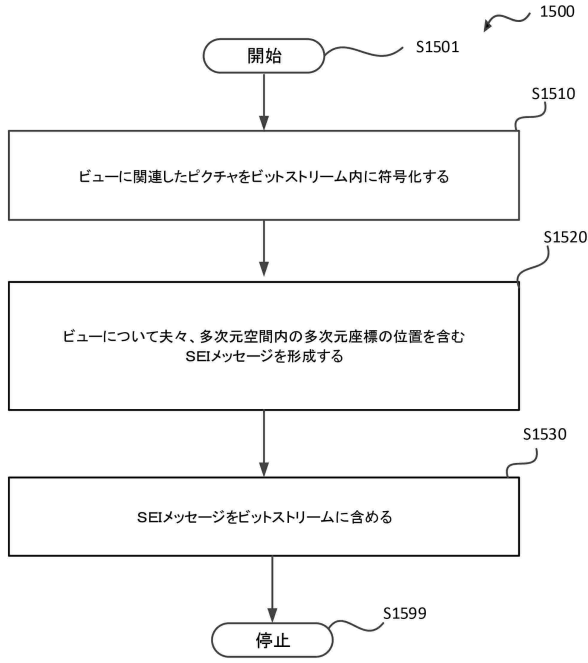 1500
開始
S1501
S1510
ビューに関連したピクチャをビットストリーム内に符号化する
S1520
ビューについて夫々、多次元空間内の多次元座標の位置を含む
SEIメッセージを形成する
S1530
SEIメッセージをビットストリームに含める
S1599
停止